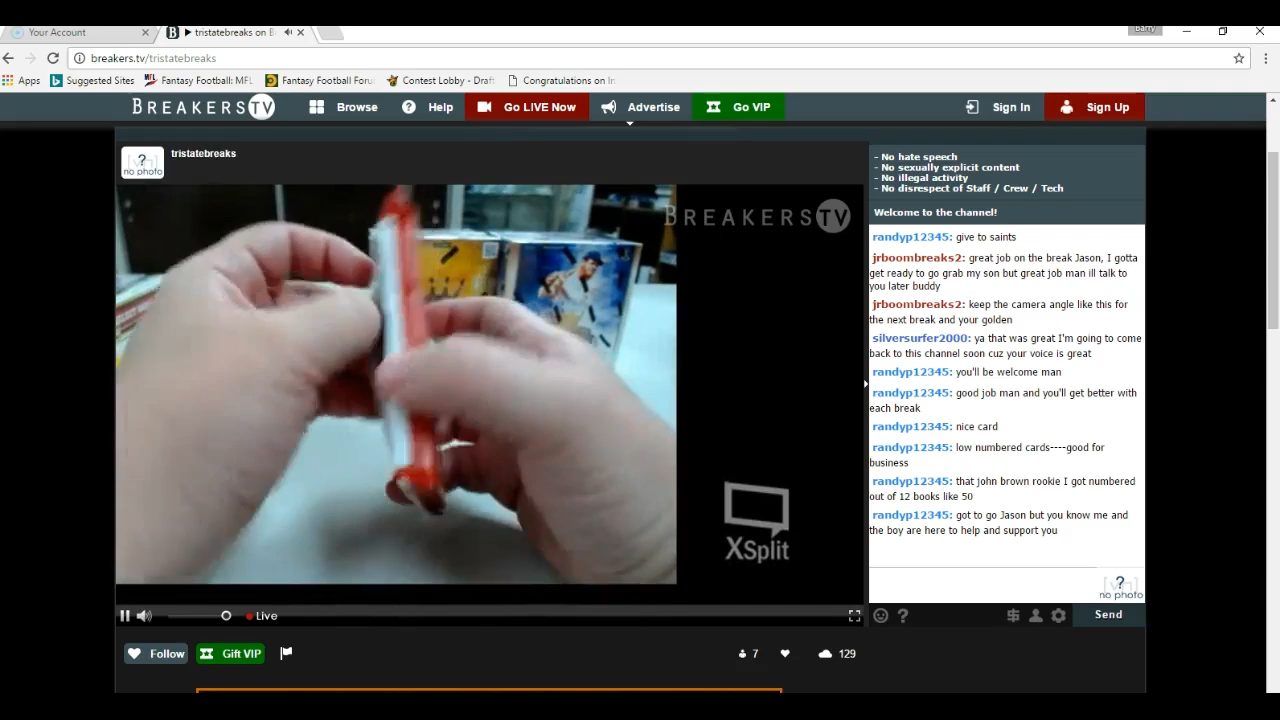 Your Account
tristatebreaks on B
Barry
breakers.tv/tristatebreaks
Apps Suggested Sites Fantasy Football: MFL Fantasy Football Foru Contest Lobby - Draft Congratulations on In
BREAKERS TV Browse Help Go LIVE Now Advertise Go VIP Sign In Sign Up
? no photo
tristatebreaks
BREAKERS TV
XSplit
Live
Follow Gift VIP 7 129
- No hate speech
- No sexually explicit content
- No illegal activity
- No disrespect of Staff / Crew / Tech
Welcome to the channel!
randyp12345: give to saints
jrboombreaks2: great job on the break Jason, I gotta
get ready to go grab my son but great job man ill talk to
you later buddy
jrboombreaks2: keep the camera angle like this for
the next break and your golden
silversurfer2000: ya that was great I'm going to come
back to this channel soon cuz your voice is great
randyp12345: you'll be welcome man
randyp12345: good job man and you'll get better with
each break
randyp12345: nice card
randyp12345: low numbered cards----good for
business
randyp12345: that john brown rookie I got numbered
out of 12 books like 50
randyp12345: got to go Jason but you know me and
the boy are here to help and support you
? no photo
Send